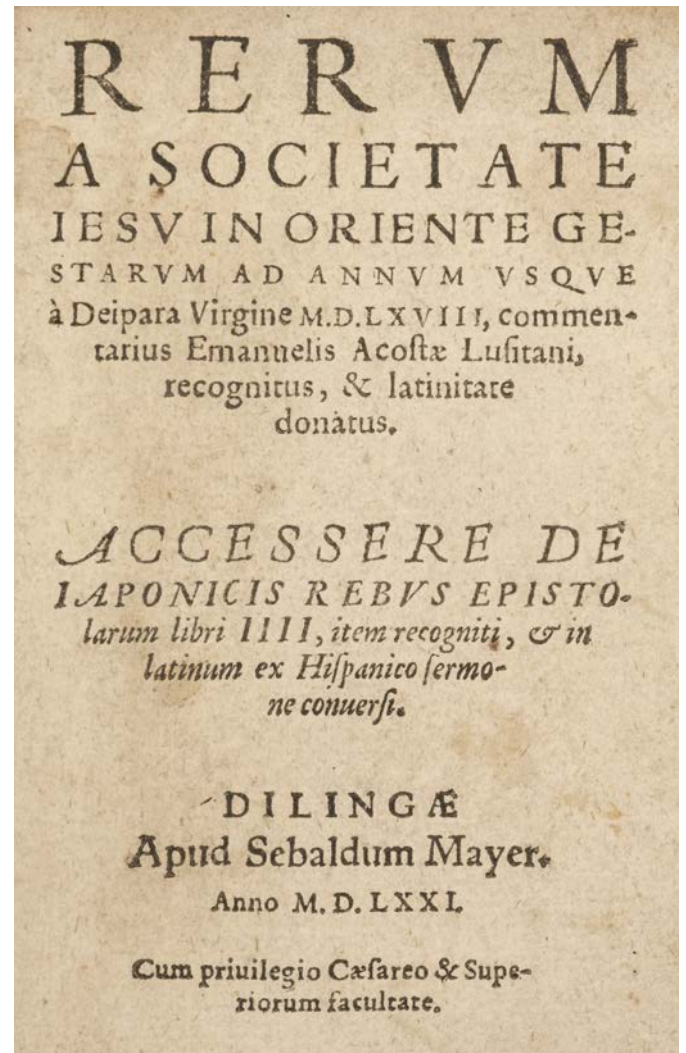 RERVM
A SOCIETATE
IESV IN ORIENTE GE-
STARVM AD ANNVM VSQVE
à Deipara Virgine M.D.LXVIII, commen-
tarius Emanuelis Acostæ Luſitani,
recognitus, & latinitate
donàtus.
ACCESSERE DE
IAPONICIS REBVS EPISTO-
larum libri IIII, item recogniti, & in
latinum ex Hiſpanico ſermo-
ne conuerſi.
DILINGÆ
Apud Sebaldum Mayer.
Anno M. D. LXXI.
Cum priuilegio Cæſareo & Supe-
riorum facultate.